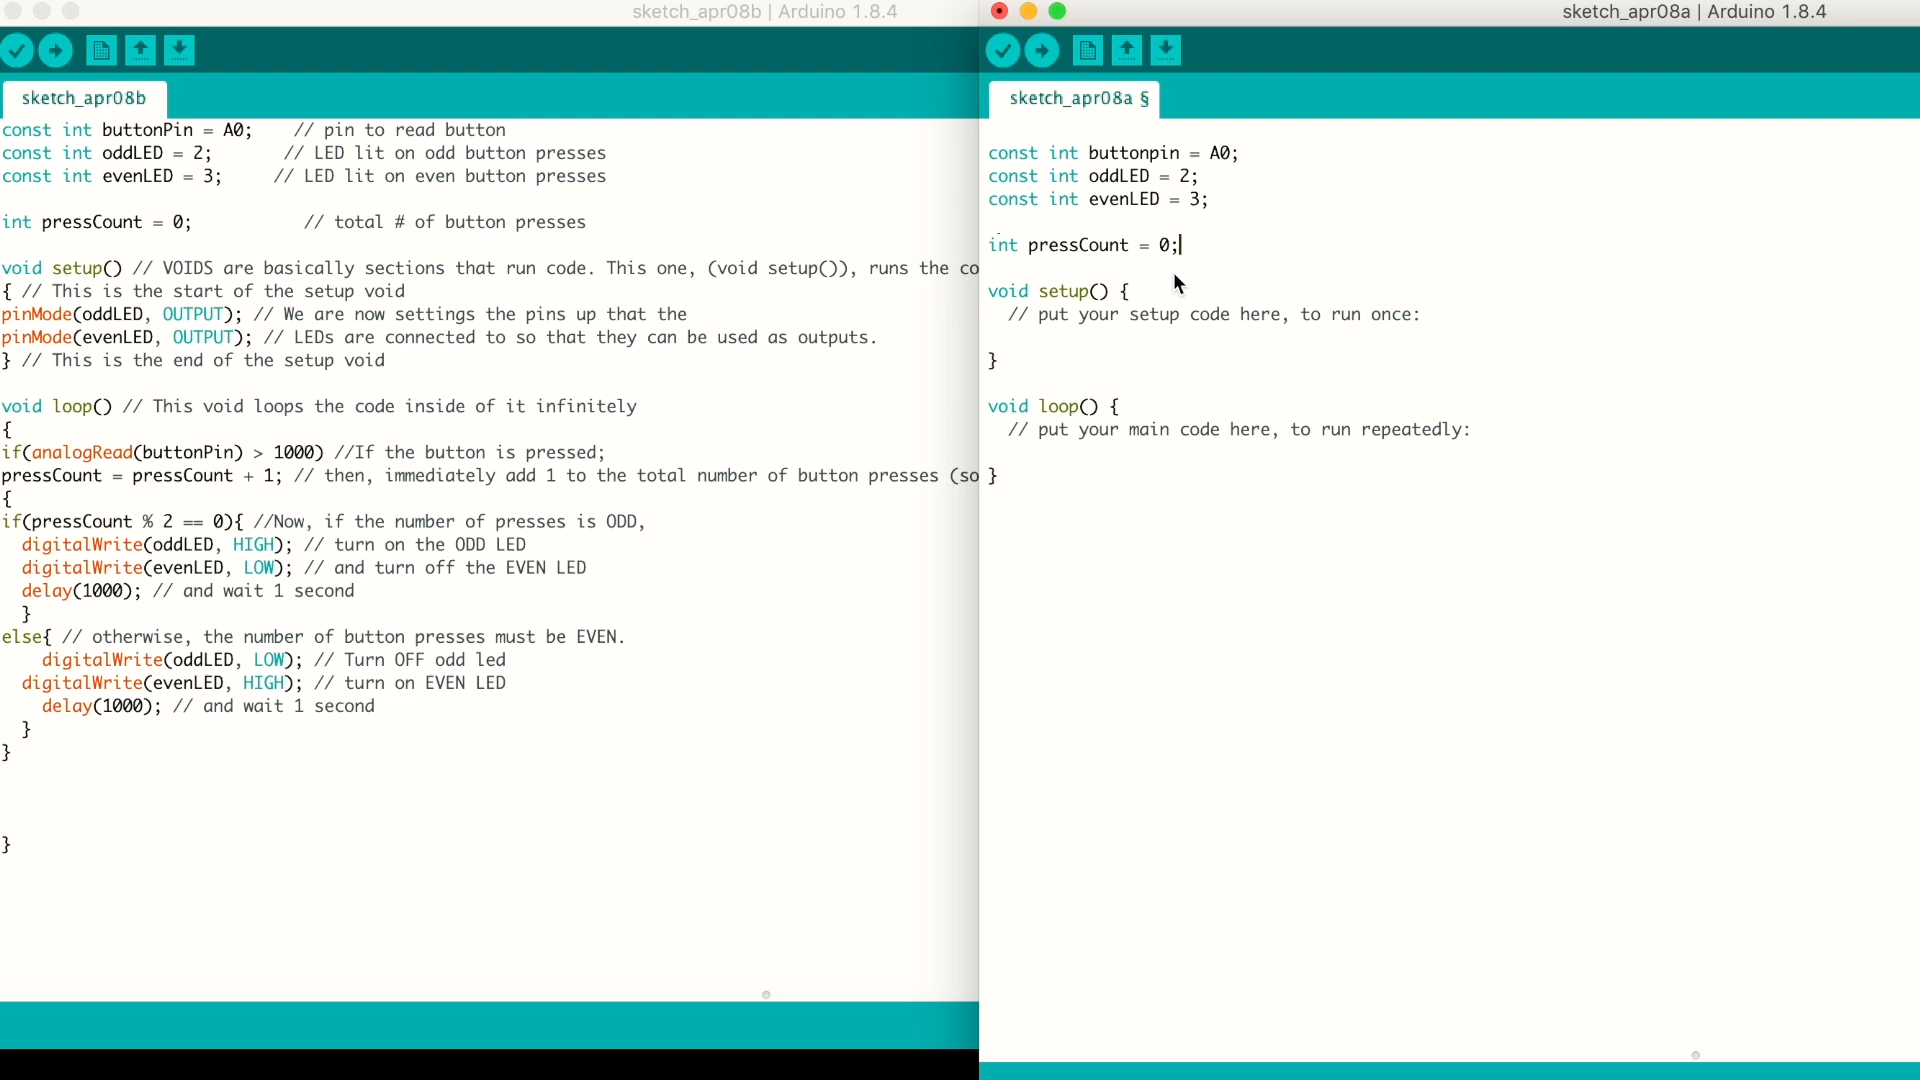 sketch_apr08b | Arduino 1.8.4
sketch_apr08b
const int buttonPin = A0;    // pin to read button
const int oddLED = 2;       // LED lit on odd button presses
const int evenLED = 3;     // LED lit on even button presses
int pressCount = 0;           // total # of button presses
void setup() // VOIDS are basically sections that run code. This one, (void setup()), runs the co
{ // This is the start of the setup void
pinMode(oddLED, OUTPUT); // We are now settings the pins up that the
pinMode(evenLED, OUTPUT); // LEDs are connected to so that they can be used as outputs.
} // This is the end of the setup void
void loop() // This void loops the code inside of it infinitely
{
if(analogRead(buttonPin) > 1000) //If the button is pressed;
pressCount = pressCount + 1; // then, immediately add 1 to the total number of button presses (so
{
if(pressCount % 2 == 0){ //Now, if the number of presses is ODD,
  digitalWrite(oddLED, HIGH); // turn on the ODD LED
  digitalWrite(evenLED, LOW); // and turn off the EVEN LED
  delay(1000); // and wait 1 second
  }
else{ // otherwise, the number of button presses must be EVEN.
    digitalWrite(oddLED, LOW); // Turn OFF odd led
  digitalWrite(evenLED, HIGH); // turn on EVEN LED
    delay(1000); // and wait 1 second
  }
}
}
sketch_apr08a | Arduino 1.8.4
sketch_apr08a §
const int buttonpin = A0;
const int oddLED = 2;
const int evenLED = 3;
int pressCount = 0;
void setup() {
  // put your setup code here, to run once:
}
void loop() {
  // put your main code here, to run repeatedly:
}